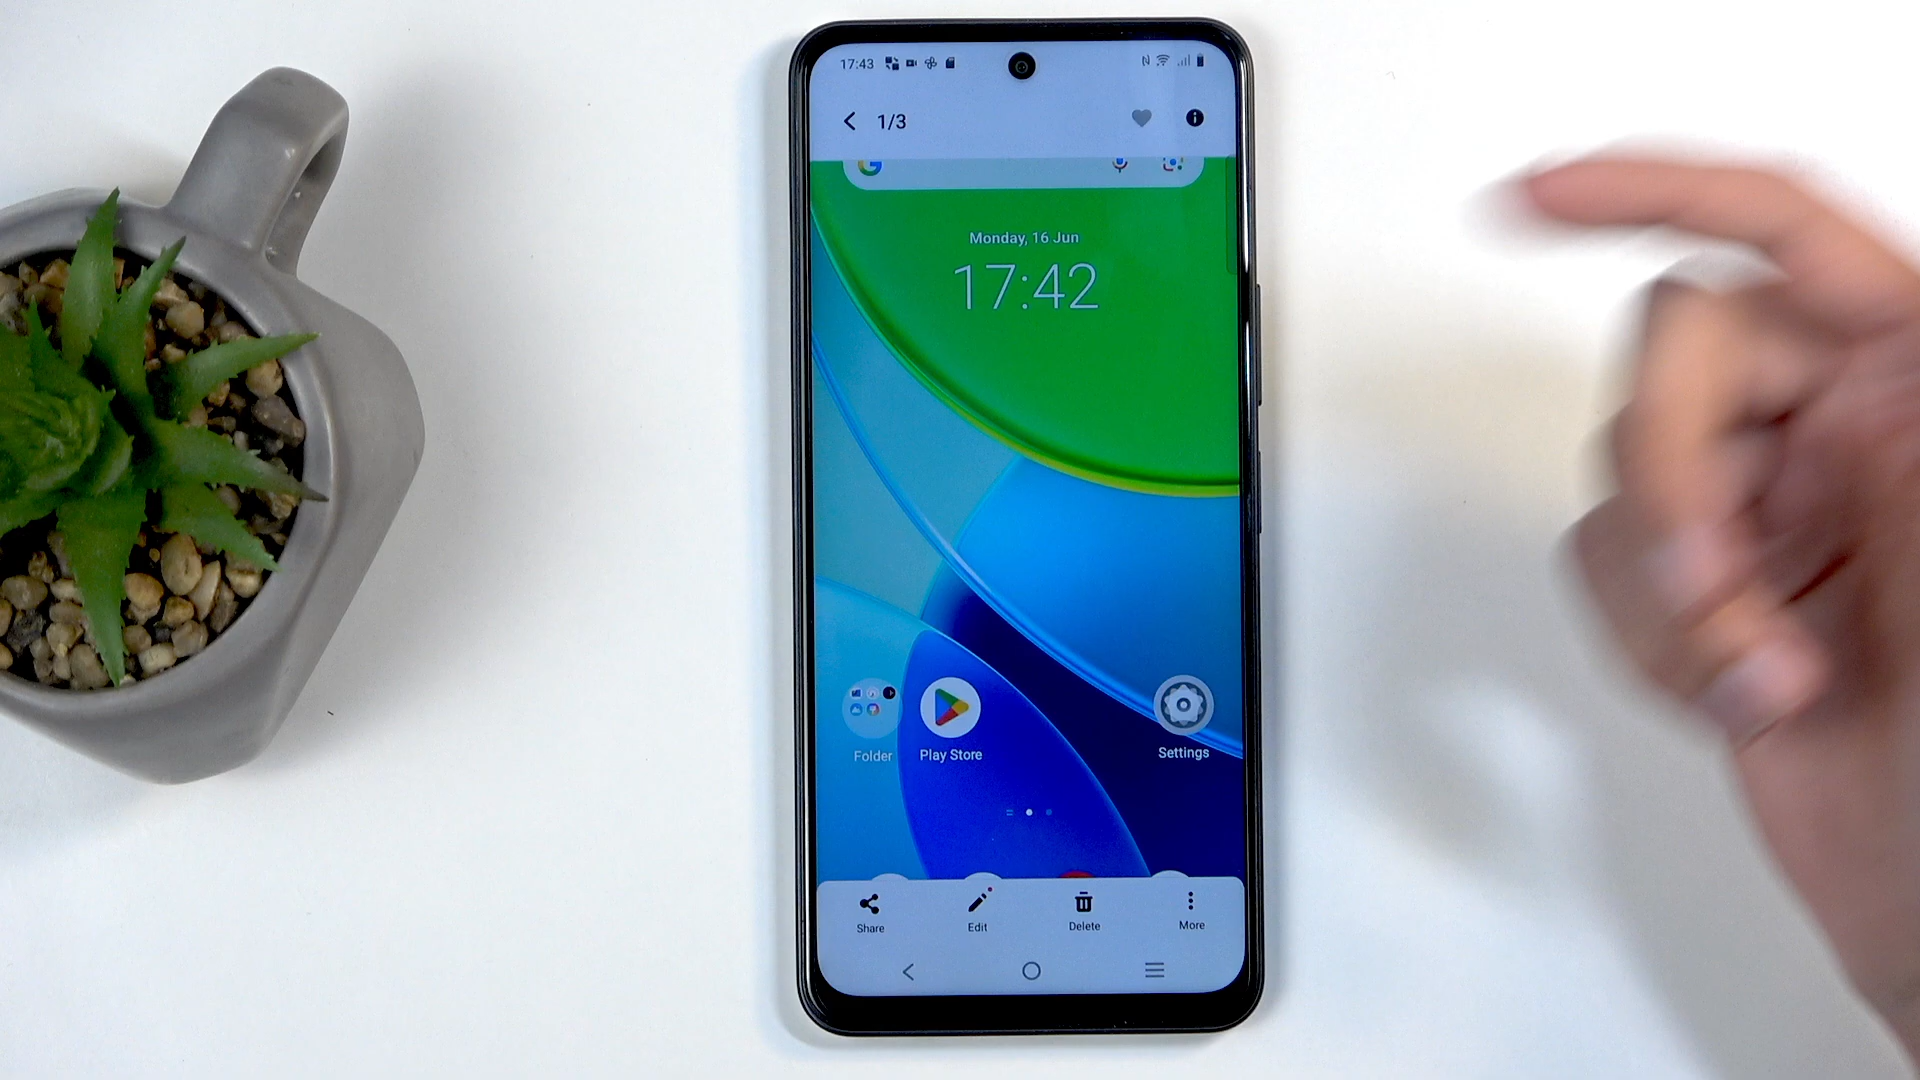 17:43
1/3
Monday, 16 Jun
17:42
Folder Play Store Settings
Share Edit Delete More